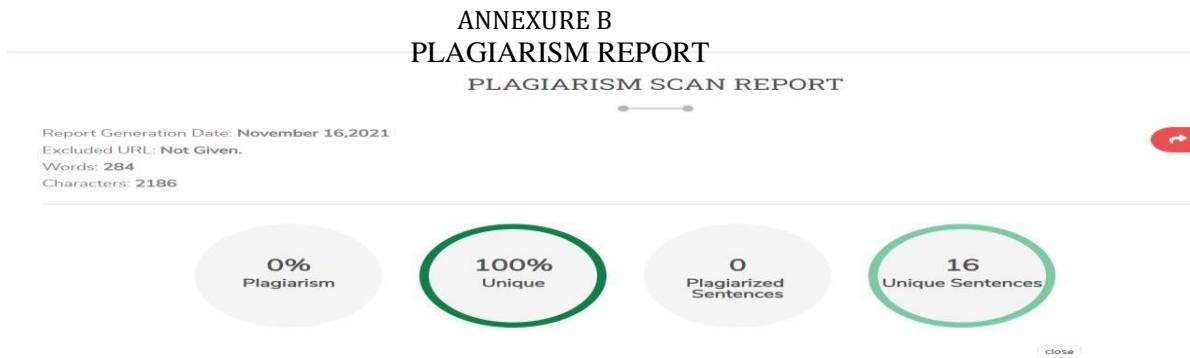 ANNEXURE B
PLAGIARISM REPORT
PLAGIARISM SCAN REPORT
Report Generation Date: November 16,2021
Excluded URL: Not Given.
Words: 284
Characters: 2186
0%
Plagiarism
100%
Unique
0
Plagiarized
Sentences
16
Unique Sentences
close